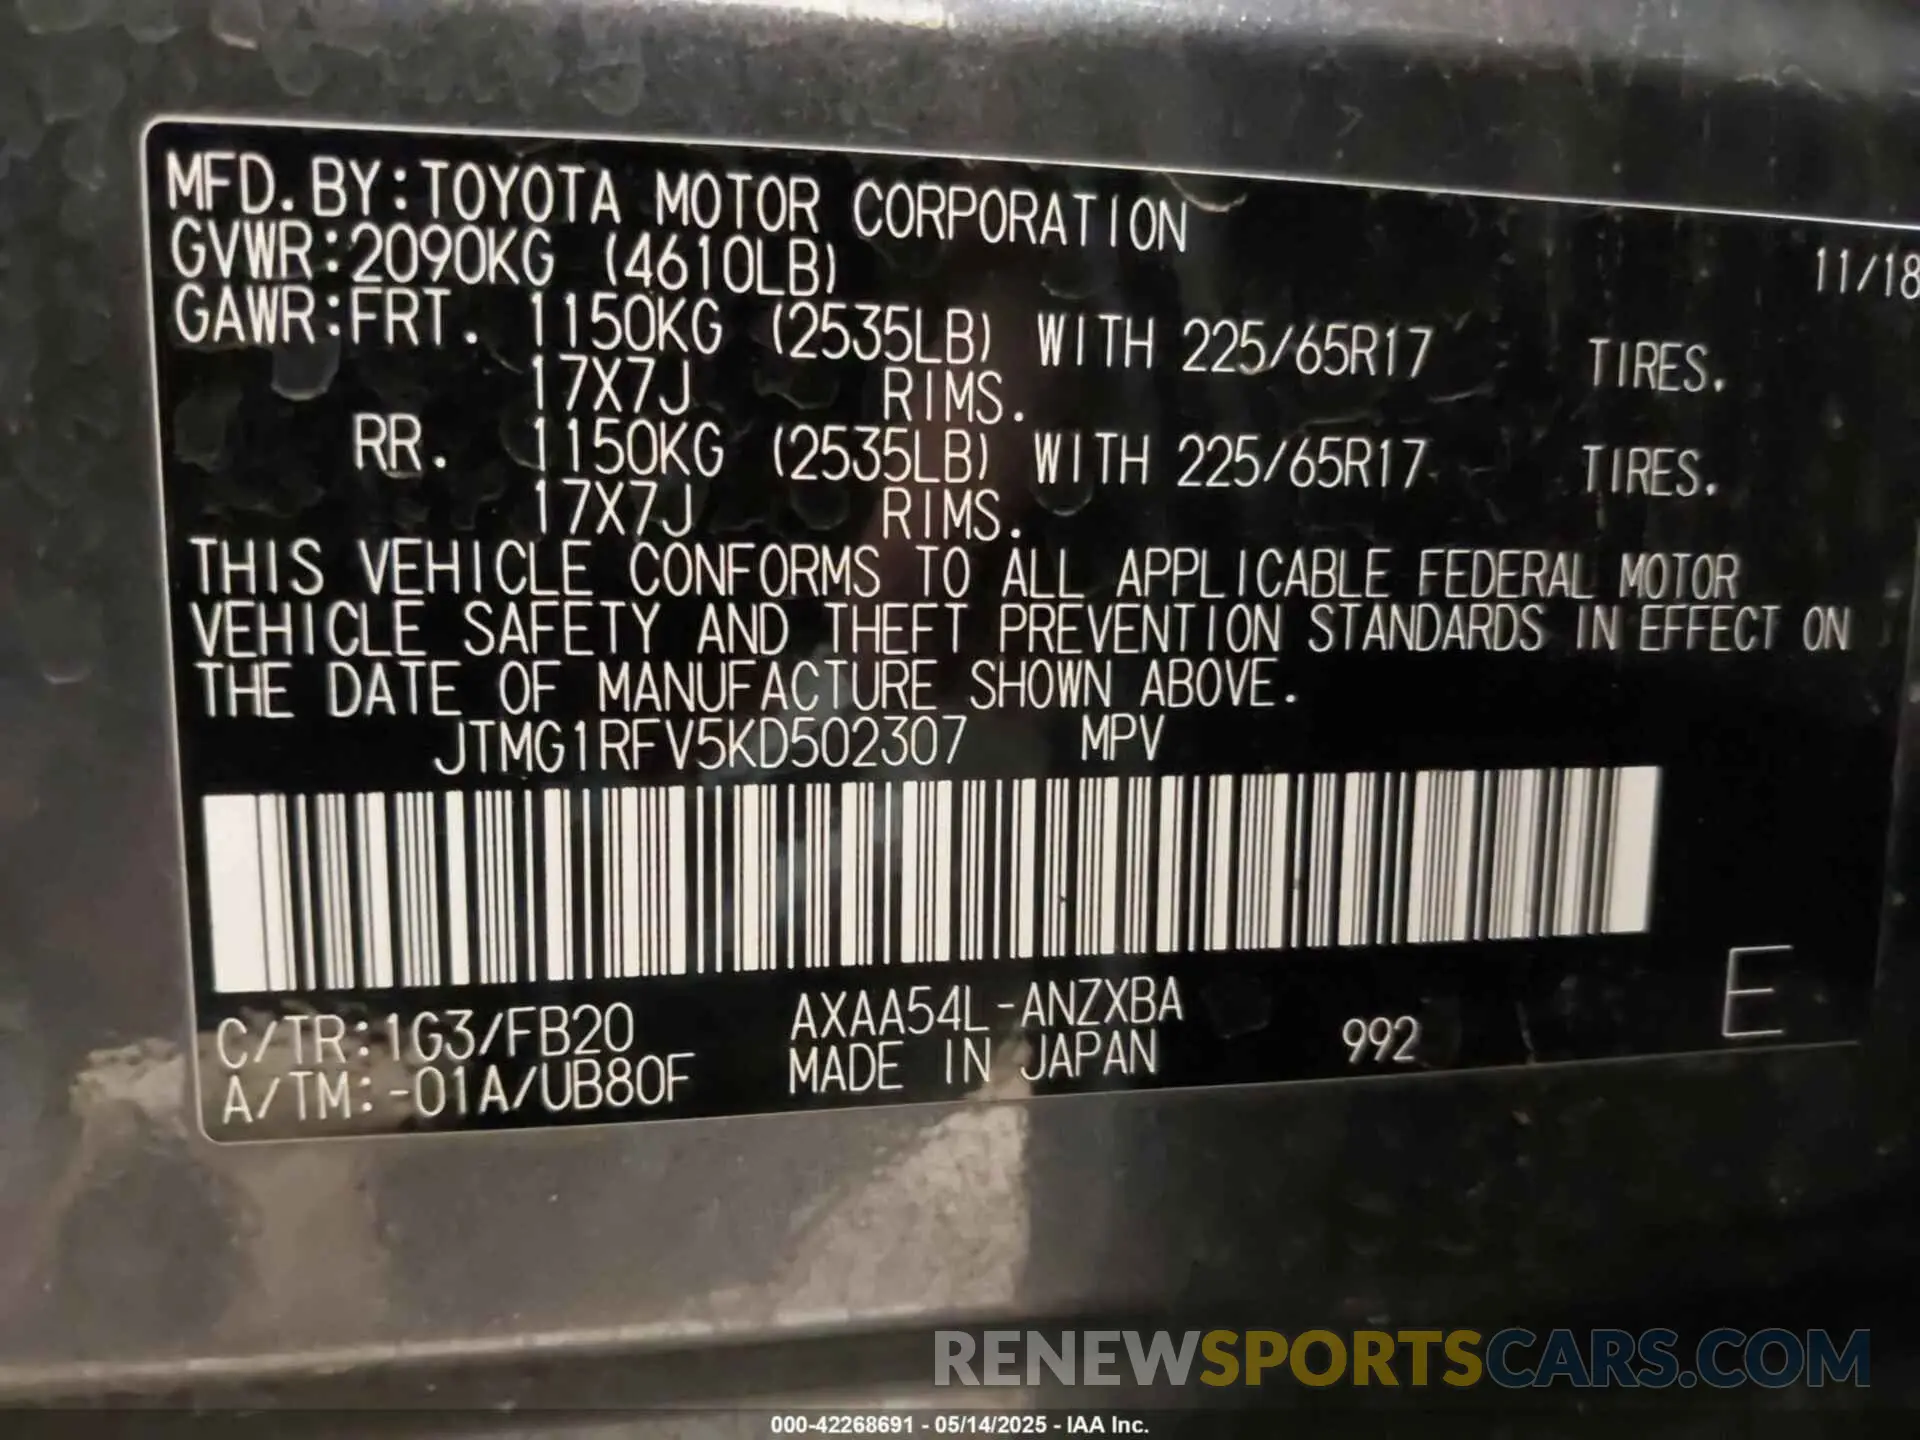 MFD.BY:TOYOTA MOTOR CORPORATION
GVWR:2090KG (4610LB) 11/18
GAWR:FRT. 1150KG (2535LB) WITH 225/65R17 TIRES.
17X7J RIMS.
RR. 1150KG (2535LB) WITH 225/65R17 TIRES.
17X7J RIMS.
THIS VEHICLE CONFORMS TO ALL APPLICABLE FEDERAL MOTOR
VEHICLE SAFETY AND THEFT PREVENTION STANDARDS IN EFFECT ON
THE DATE OF MANUFACTURE SHOWN ABOVE.
JTMG1RFV5KD502307 MPV
C/TR:1G3/FB20 AXAA54L-ANZXBA 992 E
A/TM:-01A/UB80F MADE IN JAPAN
RENEWSPORTSCARS.COM
000-42268691 - 05/14/2025 - IAA Inc.